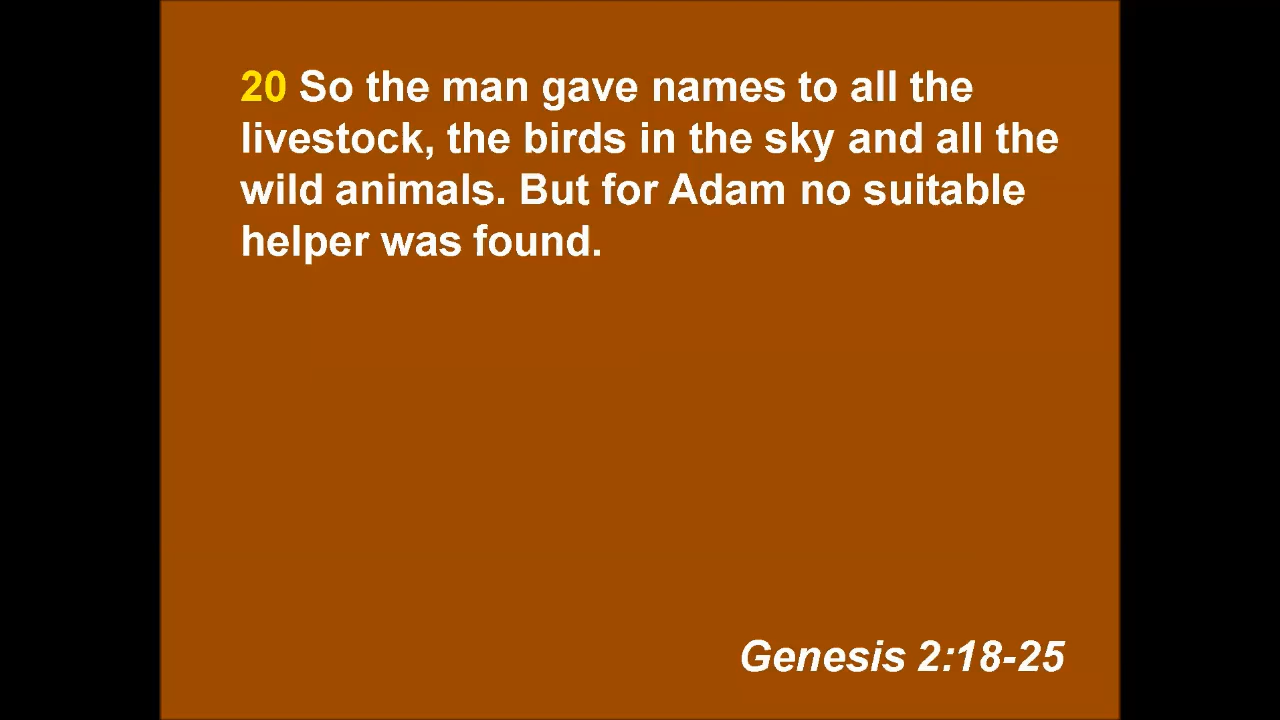 20 So the man gave names to all the
livestock, the birds in the sky and all the
wild animals. But for Adam no suitable
helper was found.
Genesis 2:18-25